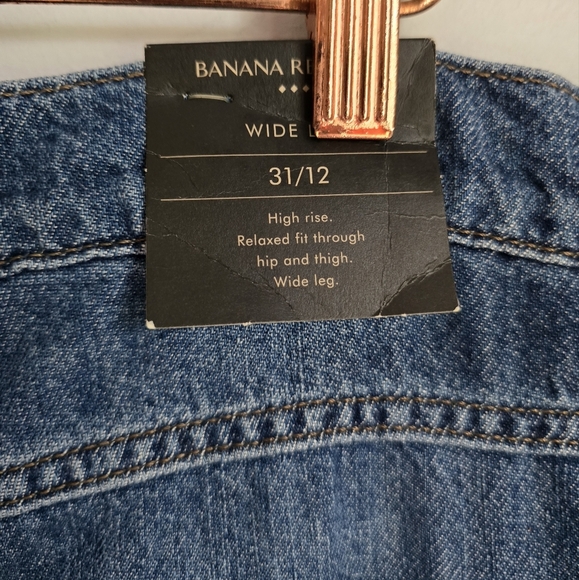 BANANA RE
WIDE L
31/12
High rise.
Relaxed fit through
hip and thigh.
Wide leg.